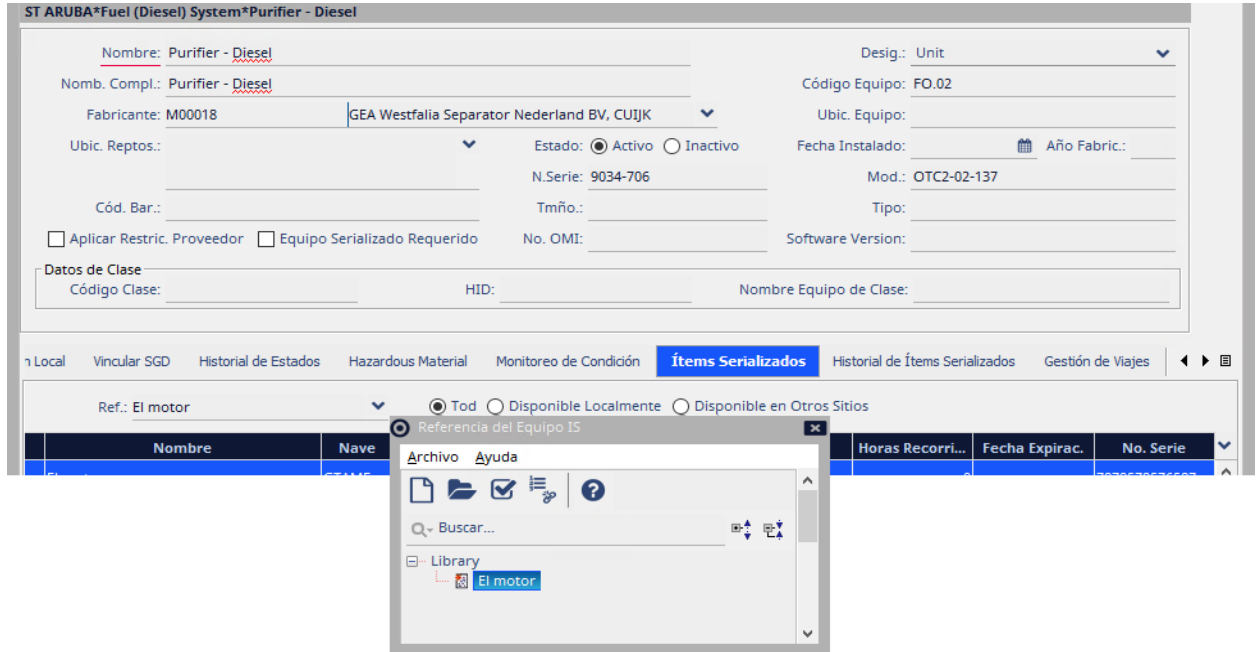 ST ARUBA*Fuel (Diesel) System*Purifier - Diesel
Nombre: Purifier - Diesel Desig.: Unit
Nomb. Compl.: Purifier - Diesel Código Equipo: FO.02
Fabricante: M00018 GEA Westfalia Separator Nederland BV, CUIJK Ubic. Equipo:
Ubic. Reptos.: Estado: Activo Inactivo Fecha Instalado: Año Fabric.:
N.Serie: 9034-706 Mod.: OTC2-02-137
Cód. Bar.: Tmño.: Tipo:
Aplicar Restric. Proveedor Equipo Serializado Requerido No. OMI: Software Version:
Datos de Clase
Código Clase: HID: Nombre Equipo de Clase:
n Local Vincular SGD Historial de Estados Hazardous Material Monitoreo de Condición Ítems Serializados Historial de Ítems Serializados Gestión de Viajes
Ref.: El motor Tod Disponible Localmente Disponible en Otros Sitios
Nombre Nave Horas Recorri... Fecha Expirac. No. Serie
Referencia del Equipo IS
Archivo Ayuda
Buscar...
Library
El motor